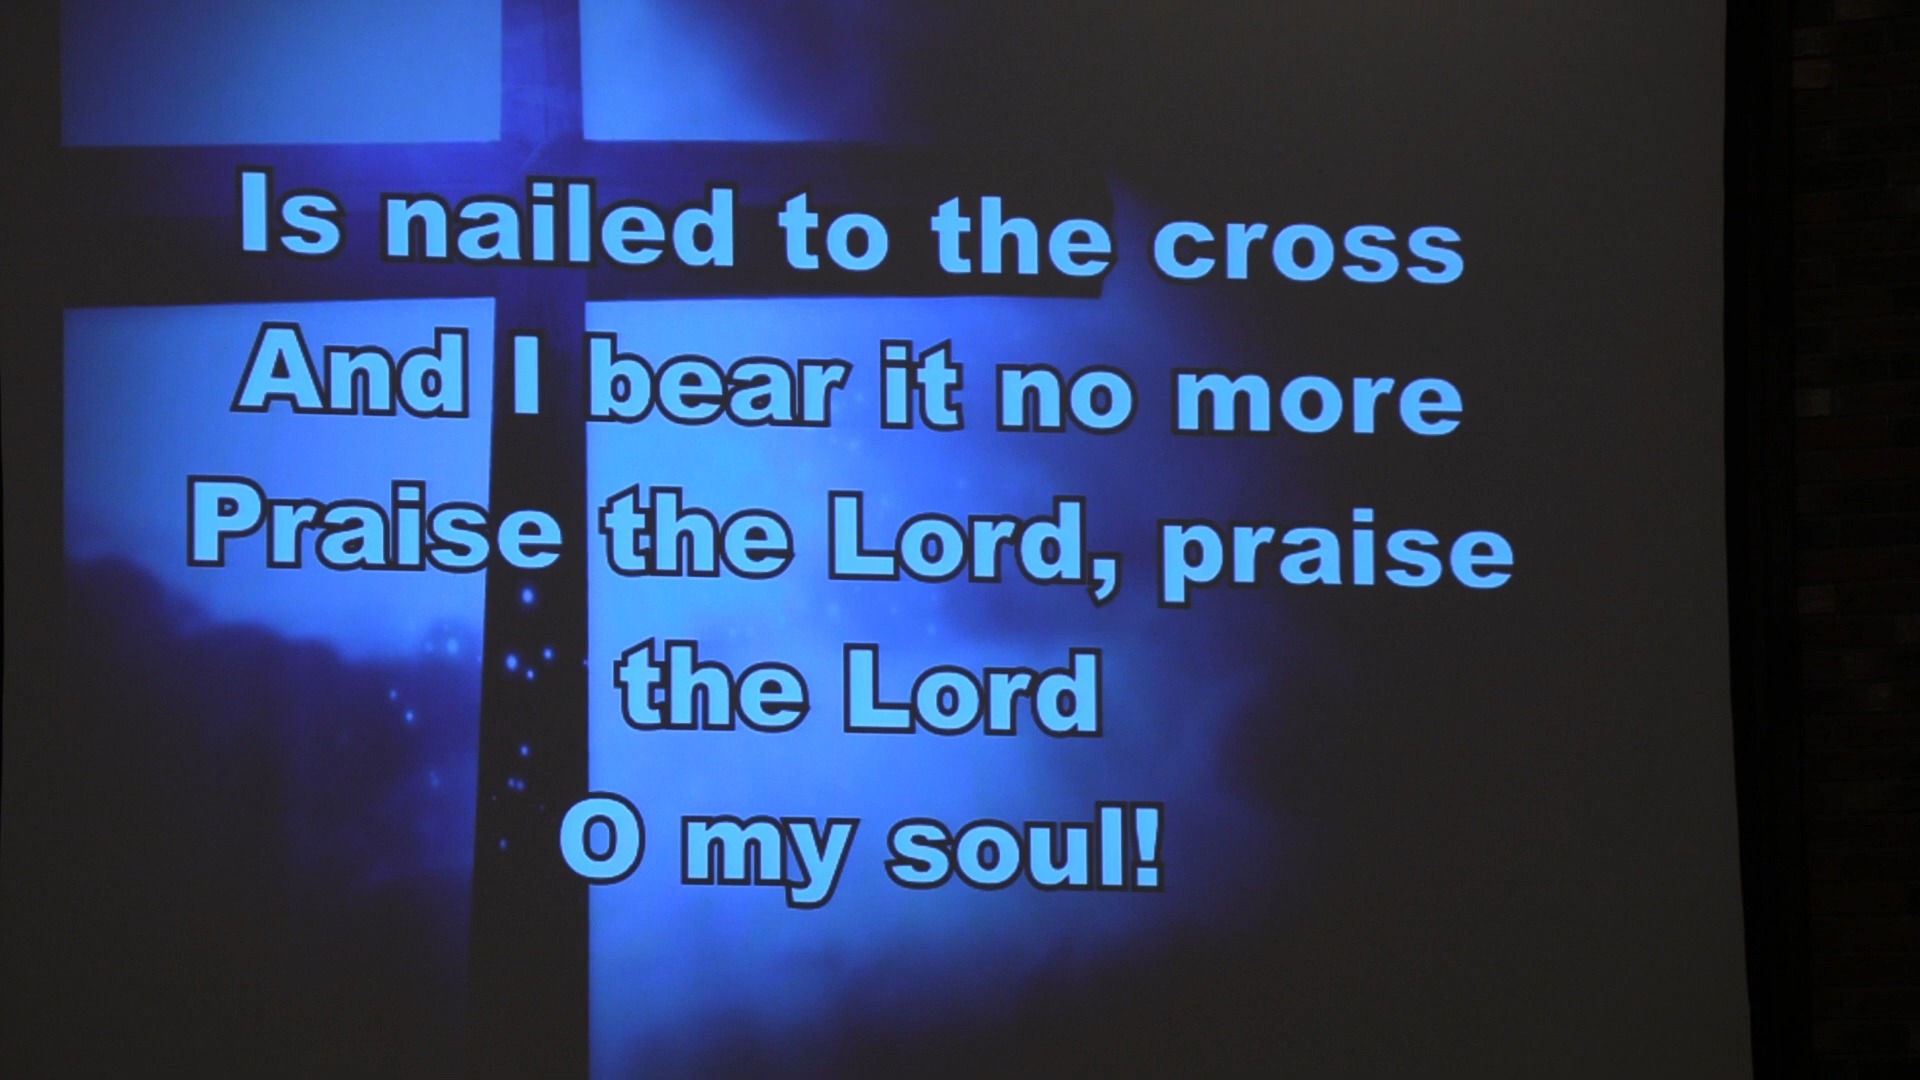 Is nailed to the cross
And I bear it no more
Praise the Lord, praise
the Lord
O my soul!